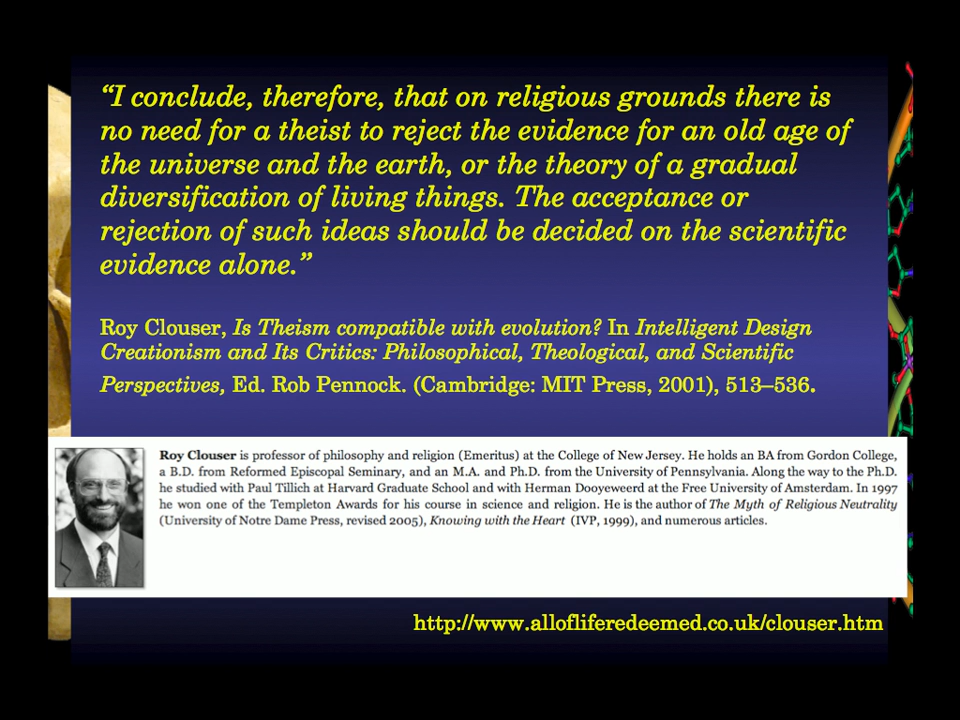 “I conclude, therefore, that on religious grounds there is
no need for a theist to reject the evidence for an old age of
the universe and the earth, or the theory of a gradual
diversification of living things. The acceptance or
rejection of such ideas should be decided on the scientific
evidence alone.”
Roy Clouser, Is Theism compatible with evolution? In Intelligent Design
Creationism and Its Critics: Philosophical, Theological, and Scientific
Perspectives, Ed. Rob Pennock. (Cambridge: MIT Press, 2001), 513–536.
Roy Clouser is professor of philosophy and religion (Emeritus) at the College of New Jersey. He holds an BA from Gordon College,
a B.D. from Reformed Episcopal Seminary, and an M.A. and Ph.D. from the University of Pennsylvania. Along the way to the Ph.D.
he studied with Paul Tillich at Harvard Graduate School and with Herman Dooyeweerd at the Free University of Amsterdam. In 1997
he won one of the Templeton Awards for his course in science and religion. He is the author of The Myth of Religious Neutrality
(University of Notre Dame Press, revised 2005), Knowing with the Heart (IVP, 1999), and numerous articles.
http://www.allofliferedeemed.co.uk/clouser.htm